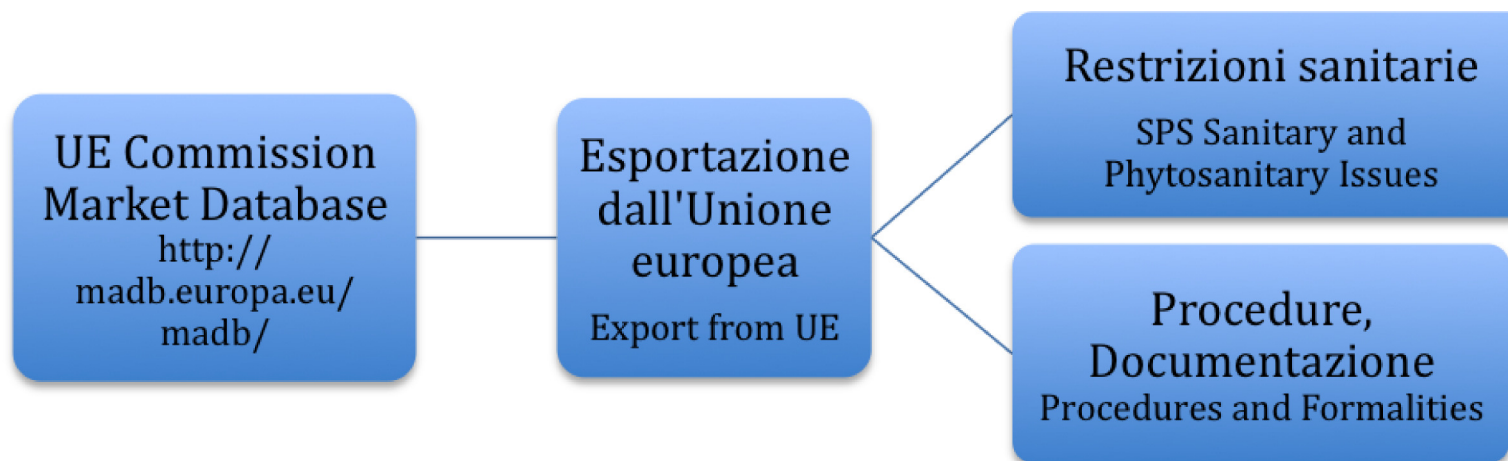 UE Commission
Market Database
http://
madb.europa.eu/
madb/
Esportazione
dall'Unione
europea
Export from UE
Restrizioni sanitarie
SPS Sanitary and
Phytosanitary Issues
Procedure,
Documentazione
Procedures and Formalities